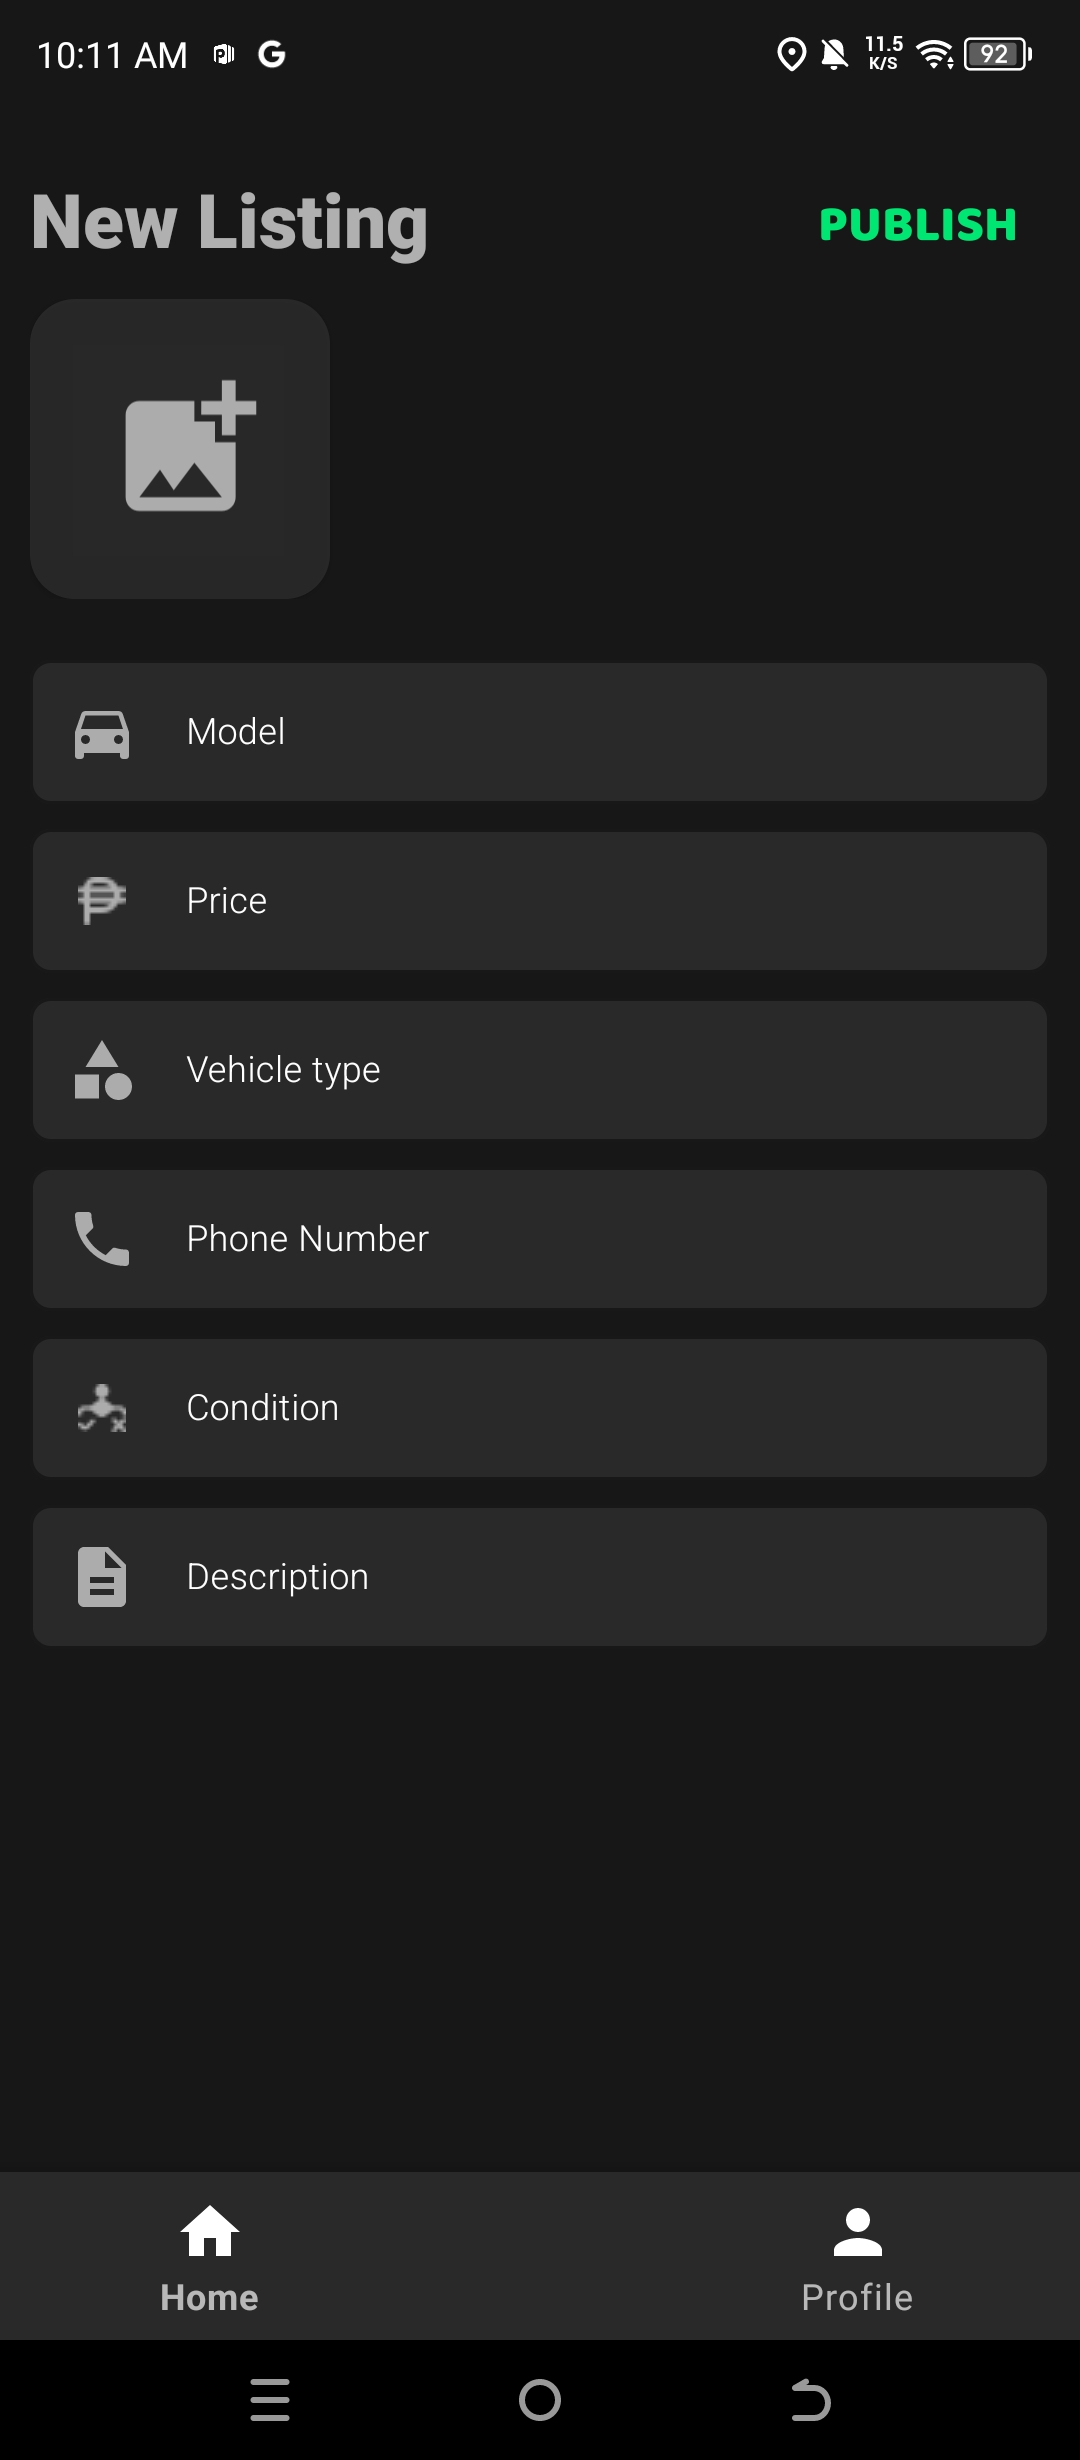 10:11 AM
11.5
K/S
92
New Listing
PUBLISH
Model
Price
Vehicle type
Phone Number
Condition
Description
Home
Profile